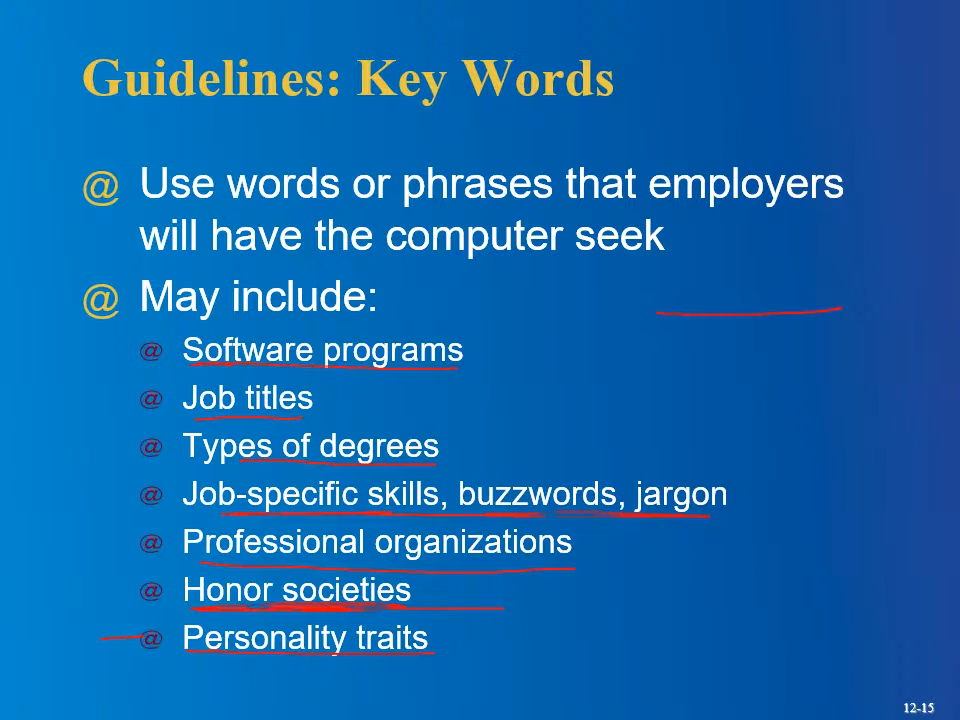 Guidelines: Key Words
@ Use words or phrases that employers
will have the computer seek
@ May include:
@ Software programs
@ Job titles
@ Types of degrees
@ Job-specific skills, buzzwords, jargon
@ Professional organizations
@ Honor societies
@ Personality traits
12-15